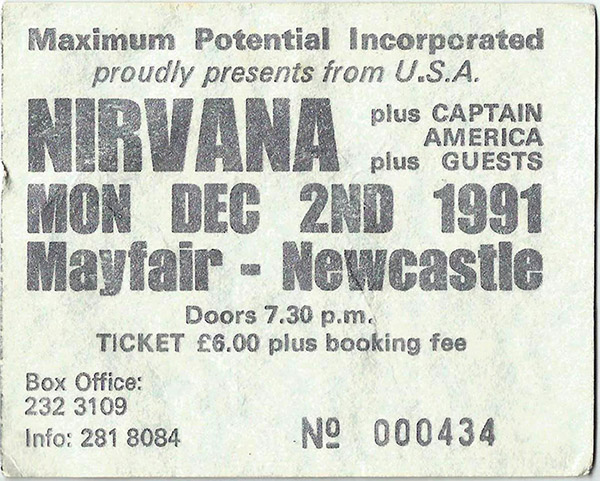 Maximum Potential Incorporated
proudly presents from U.S.A.
NIRVANA plus CAPTAIN
AMERICA
plus GUESTS
MON DEC 2ND 1991
Mayfair - Newcastle
Doors 7.30 p.m.
TICKET £6.00 plus booking fee
Box Office:
232 3109
Info: 281 8084
Nº 000434